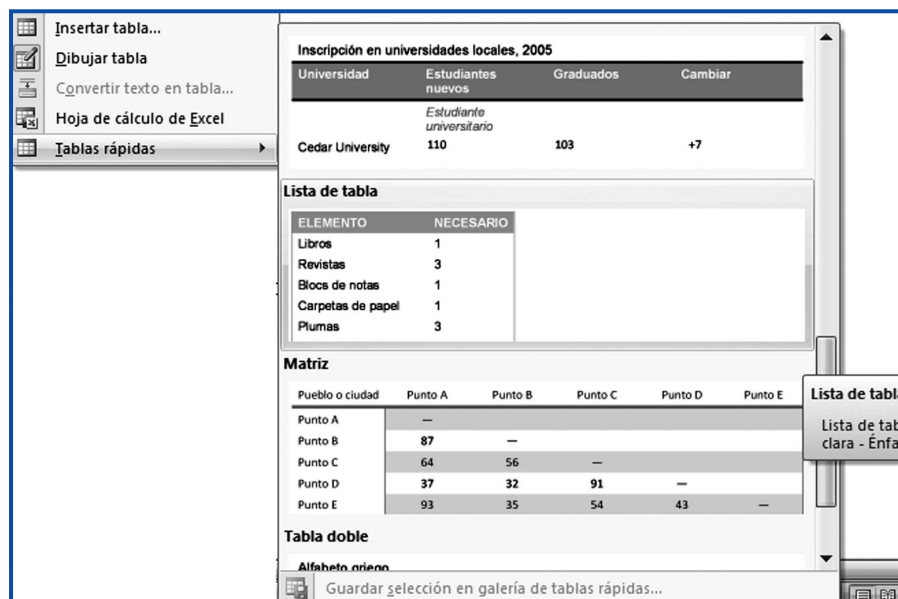 Insertar tabla...
Dibujar tabla
Convertir texto en tabla...
Hoja de cálculo de Excel
Tablas rápidas
Inscripción en universidades locales, 2005
Universidad Estudiantes nuevos Graduados Cambiar
Estudiante universitario
Cedar University 110 103 +7
Lista de tabla
ELEMENTO NECESARIO
Libros 1
Revistas 3
Blocs de notas 1
Carpetas de papel 1
Plumas 3
Matriz
Pueblo o ciudad Punto A Punto B Punto C Punto D Punto E
Punto A —
Punto B 87 —
Punto C 64 56 —
Punto D 37 32 91 —
Punto E 93 35 54 43 —
Lista de tabla
Lista de tab
clara - Énfa
Tabla doble
Alfabeto griego
Guardar selección en galería de tablas rápidas...